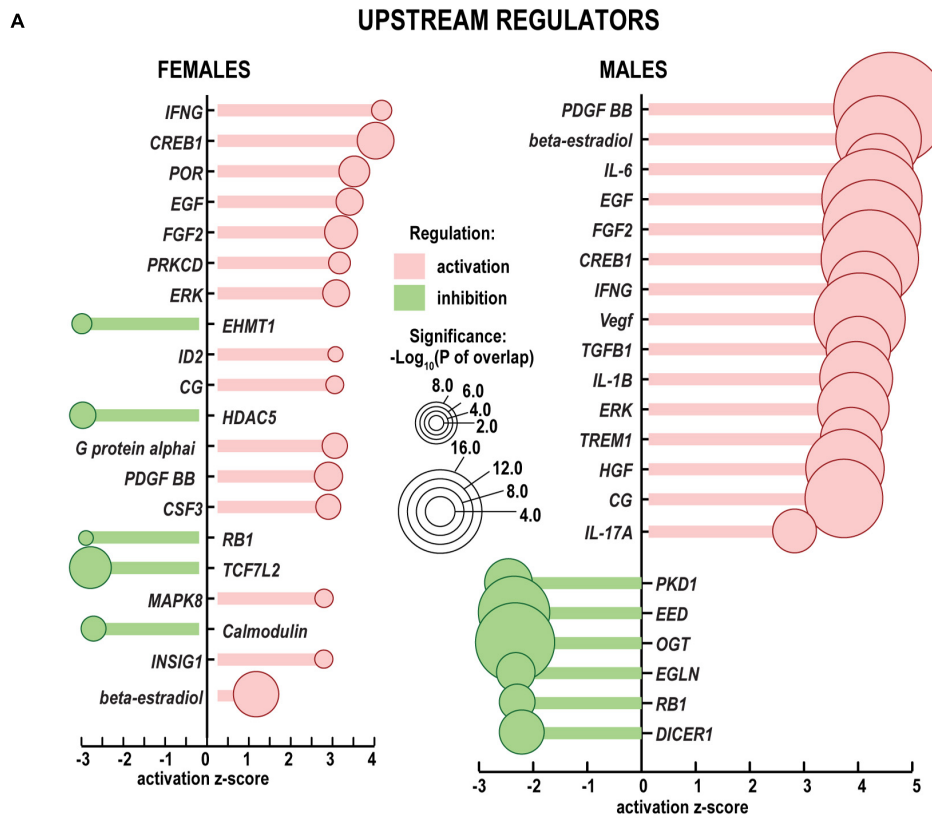 A
UPSTREAM REGULATORS
FEMALES
IFNG
CREB1
POR
EGF
FGF2
PRKCD
ERK
EHMT1
ID2
CG
HDAC5
G protein alphai
PDGF BB
CSF3
RB1
TCF7L2
MAPK8
Calmodulin
INSIG1
beta-estradiol
-3 -2 -1 0 1 2 3 4
activation z-score
Regulation:
activation
inhibition
Significance:
-Log10(P of overlap)
8.0
6.0
4.0
2.0
16.0
12.0
8.0
4.0
MALES
PDGF BB
beta-estradiol
IL-6
EGF
FGF2
CREB1
IFNG
Vegf
TGFB1
IL-1B
ERK
TREM1
HGF
CG
IL-17A
PKD1
EED
OGT
EGLN
RB1
DICER1
-3 -2 -1 0 1 2 3 4 5
activation z-score